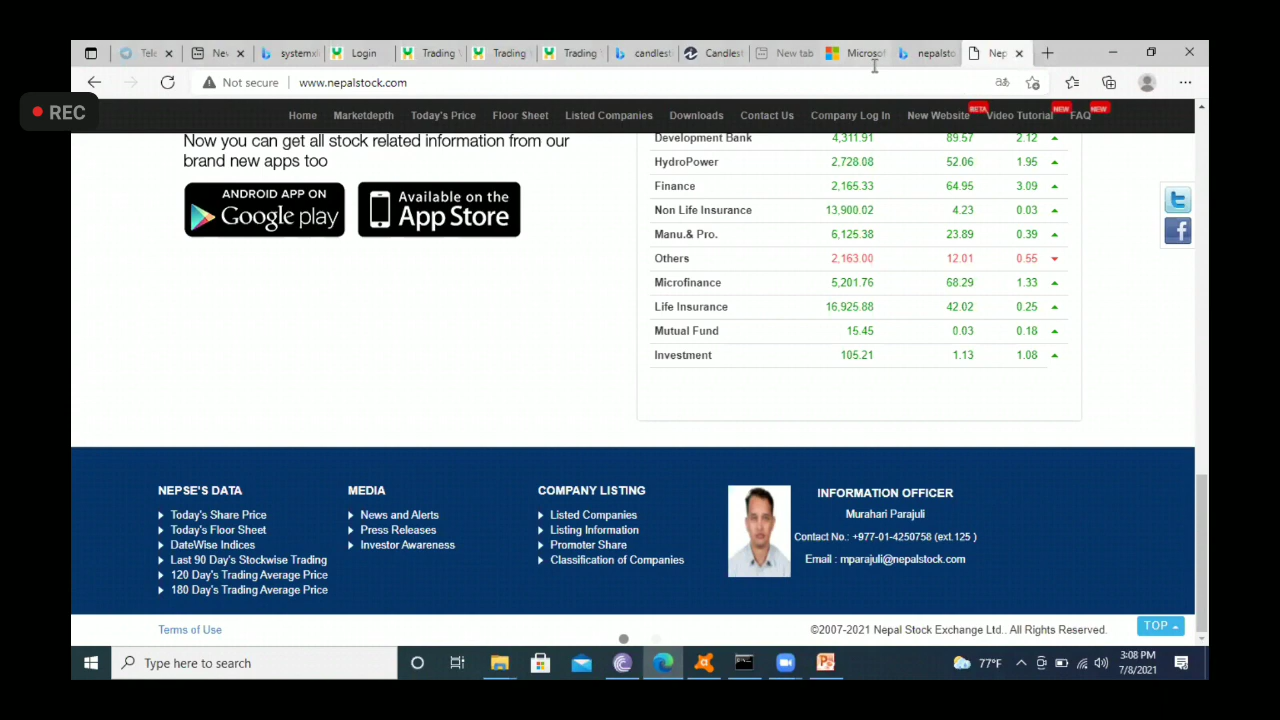 Tele
Nev
systemxl
Login
Trading
Trading
Trading
candlest
Candlest
New tab
Microsof
nepalsto
Nep
Not secure
www.nepalstock.com
REC
Home Marketdepth Today's Price Floor Sheet Listed Companies Downloads Contact Us Company Log In New Website BETA Video Tutorial NEW FAQ NEW
Now you can get all stock related information from our
brand new apps too
ANDROID APP ON
Google play
Available on the
App Store
Development Bank 4,311.91 89.57 2.12
HydroPower 2,728.08 52.06 1.95
Finance 2,165.33 64.95 3.09
Non Life Insurance 13,900.02 4.23 0.03
Manu.& Pro. 6,125.38 23.89 0.39
Others 2,163.00 12.01 0.55
Microfinance 5,201.76 68.29 1.33
Life Insurance 16,925.88 42.02 0.25
Mutual Fund 15.45 0.03 0.18
Investment 105.21 1.13 1.08
NEPSE'S DATA
Today's Share Price
Today's Floor Sheet
DateWise Indices
Last 90 Day's Stockwise Trading
120 Day's Trading Average Price
180 Day's Trading Average Price
MEDIA
News and Alerts
Press Releases
Investor Awareness
COMPANY LISTING
Listed Companies
Listing Information
Promoter Share
Classification of Companies
INFORMATION OFFICER
Murahari Parajuli
Contact No.: +977-01-4250758 (ext.125 )
Email : mparajuli@nepalstock.com
Terms of Use
©2007-2021 Nepal Stock Exchange Ltd.. All Rights Reserved.
TOP
Type here to search
77°F
3:08 PM
7/8/2021